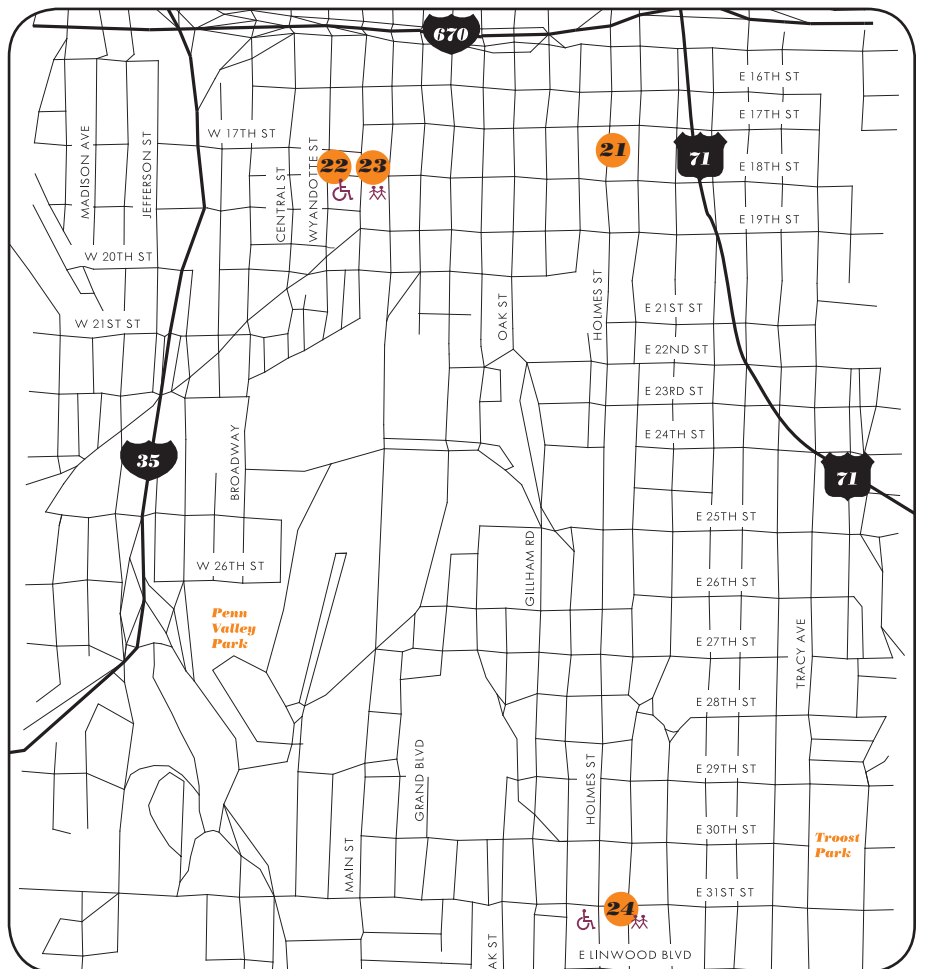 670
E 16TH ST
E 17TH ST
W 17TH ST
MADISON AVE
JEFFERSON ST
CENTRAL ST
WYANDOTTE ST
22
23
21
71
E 18TH ST
E 19TH ST
W 20TH ST
W 21ST ST
OAK ST
HOLMES ST
E 21ST ST
E 22ND ST
E 23RD ST
E 24TH ST
35
BROADWAY
71
E 25TH ST
W 26TH ST
GILLHAM RD
E 26TH ST
Penn
Valley
Park
E 27TH ST
TRACY AVE
E 28TH ST
GRAND BLVD
HOLMES ST
E 29TH ST
E 30TH ST
Troost
Park
MAIN ST
E 31ST ST
24
AK ST
E LINWOOD BLVD